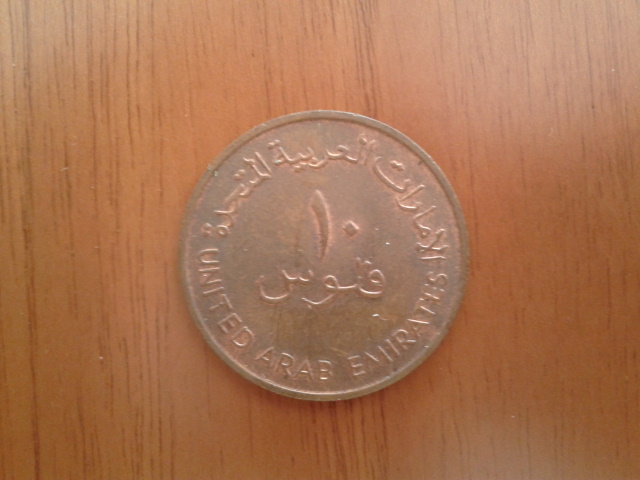 الإمارات العربية المتحدة
١٠
فلوس
UNITED ARAB EMIRATES